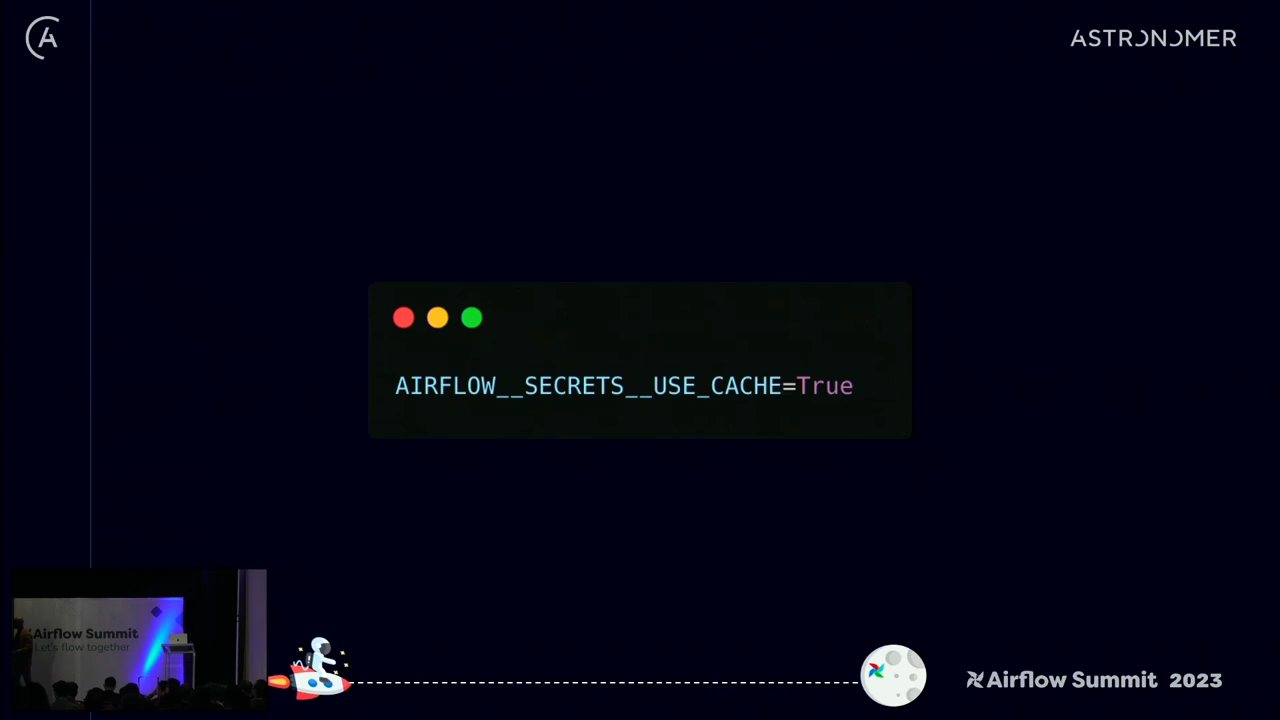 ASTRONOMER
AIRFLOW__SECRETS__USE_CACHE=True
Airflow Summit
Let's flow together
Airflow Summit 2023